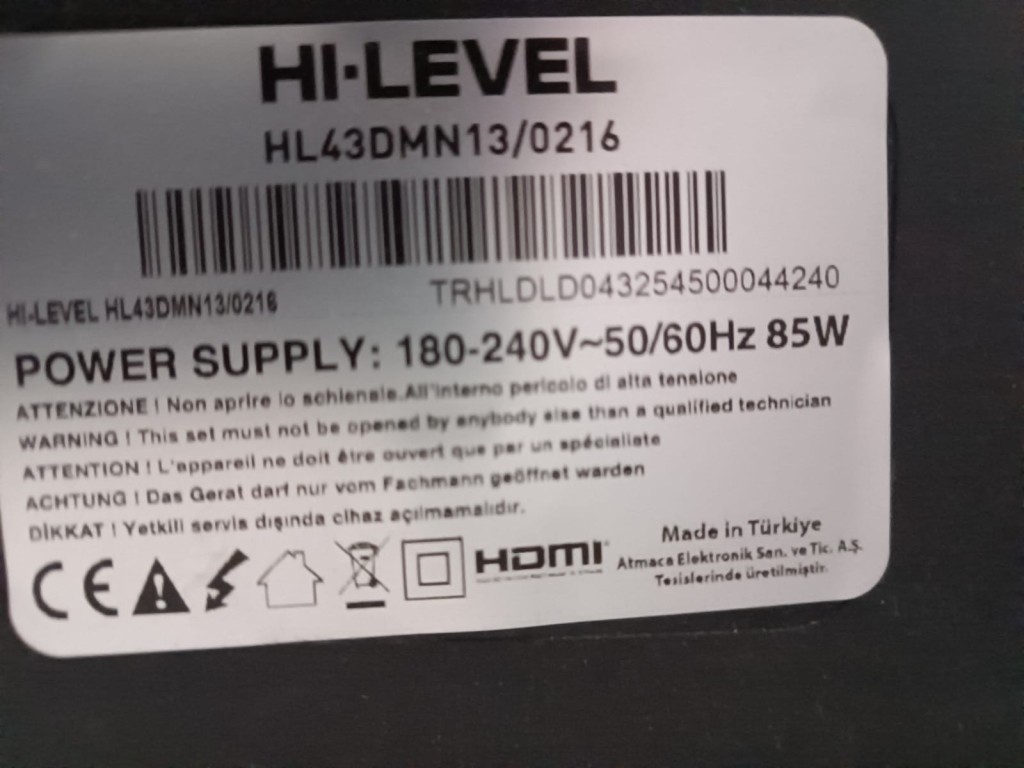 HI-LEVEL
HL43DMN13/0216
HI-LEVEL HL43DMN13/0216 TRHLDLD043254500044240
POWER SUPPLY: 180-240V~50/60Hz 85W
ATTENZIONE ! Non aprire lo schienale.All'interno pericolo di alta tensione
WARNING ! This set must not be opened by anybody else than a qualified technician
ATTENTION ! L'appareil ne doit être ouvert que par un spécialiste
ACHTUNG ! Das Gerat darf nur vom Fachmann geöffnet warden
DİKKAT ! Yetkili servis dışında cihaz açılmamalıdır.
CE
HDMI
Made in Türkiye
Atmaca Elektronik San. ve Tic. A.Ş.
Tesislerinde üretilmiştir.